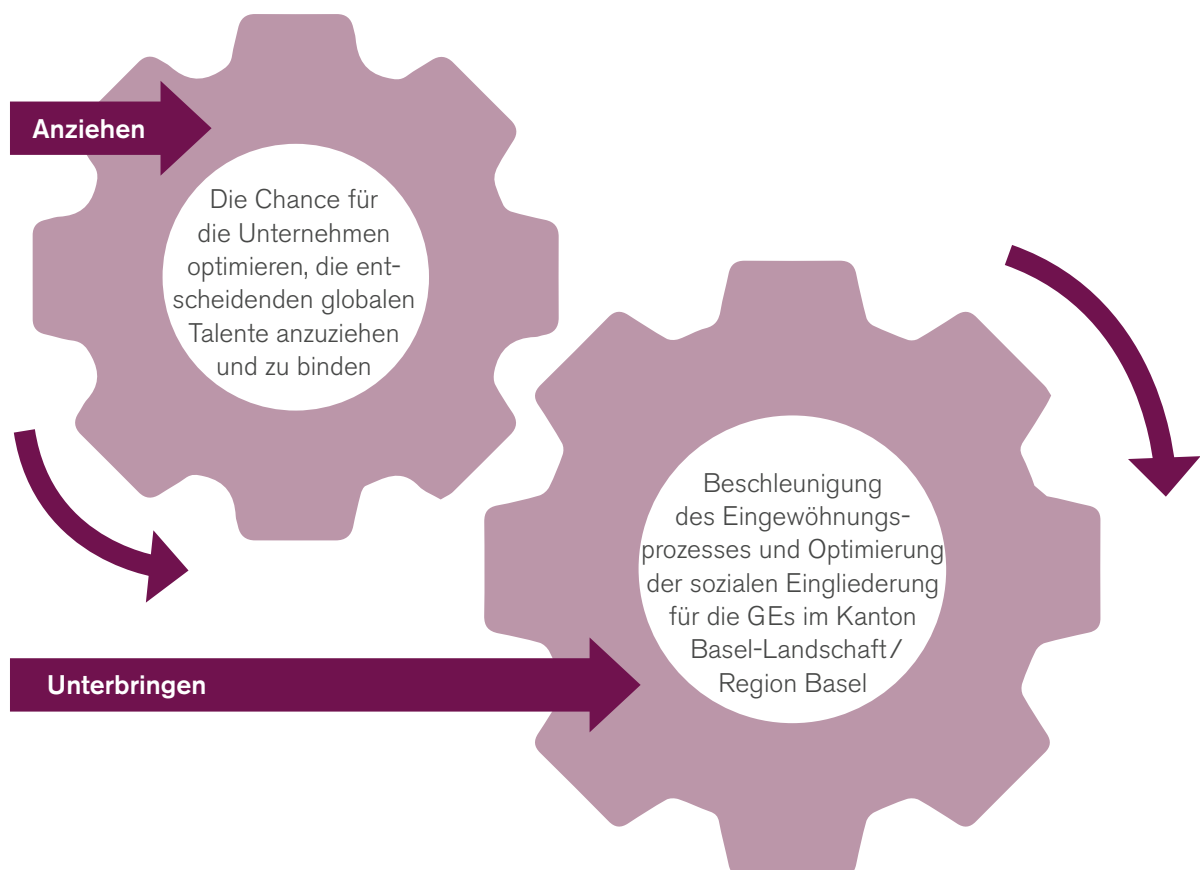 Anziehen
Die Chance für
die Unternehmen
optimieren, die ent-
scheidenden globalen
Talente anzuziehen
und zu binden
Beschleunigung
des Eingewöhnungs-
prozesses und Optimierung
der sozialen Eingliederung
für die GEs im Kanton
Basel-Landschaft/
Region Basel
Unterbringen